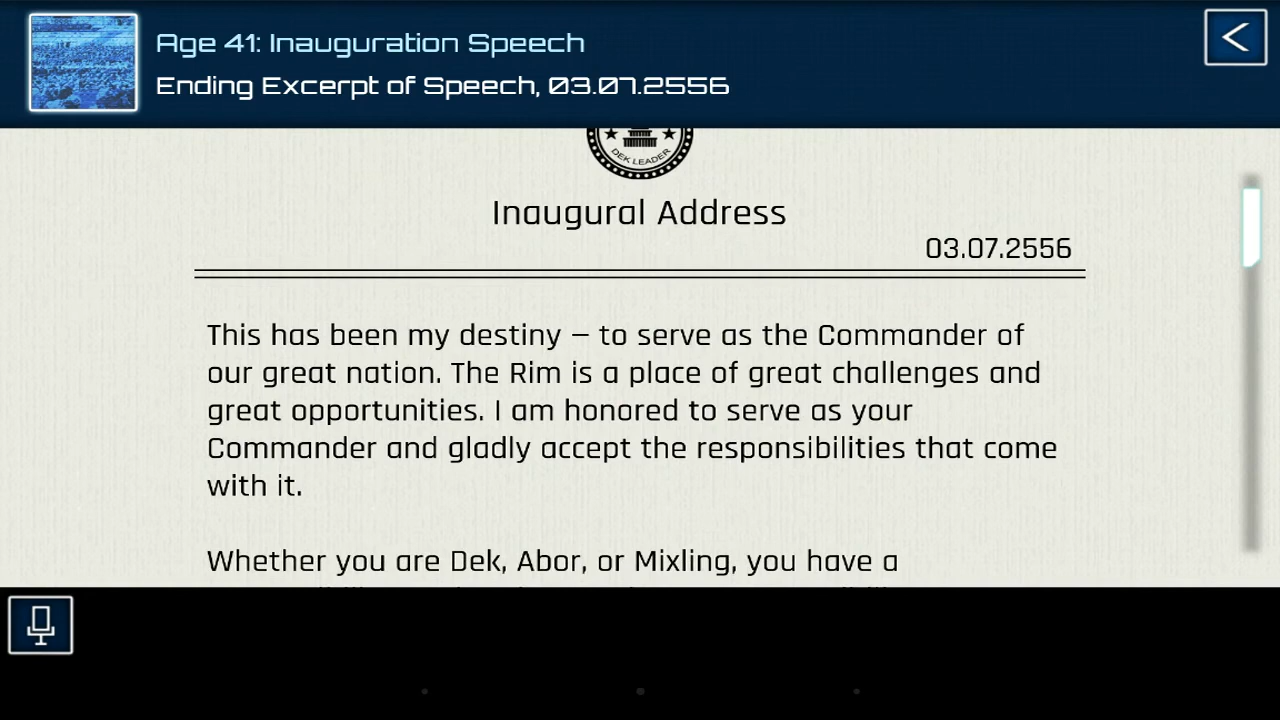 Age 41: Inauguration Speech
Ending Excerpt of Speech, 03.07.2556
DEK LEADER
Inaugural Address
03.07.2556
This has been my destiny – to serve as the Commander of
our great nation. The Rim is a place of great challenges and
great opportunities. I am honored to serve as your
Commander and gladly accept the responsibilities that come
with it.
Whether you are Dek, Abor, or Mixling, you have a